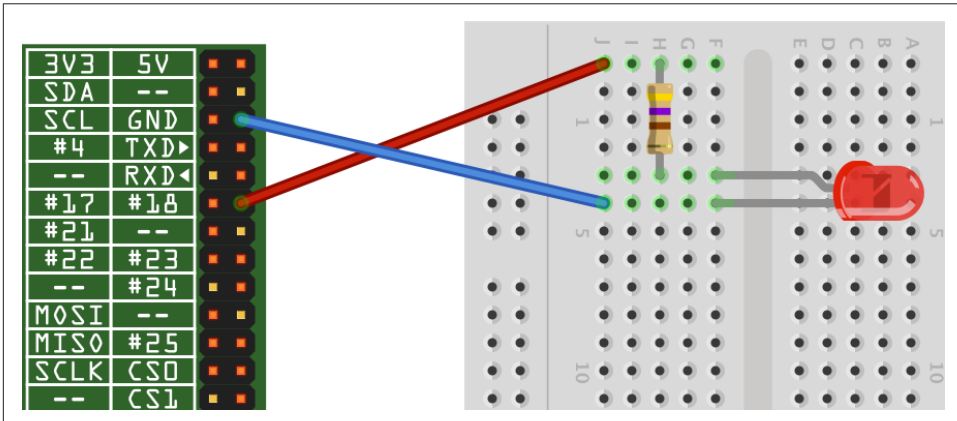 J I H G F E D C B A
3V3 5V
SDA --
SCL GND
#4 TXD▸
-- RXD◂
#17 #18
#21 --
#22 #23
-- #24
MOSI --
MISO #25
SCLK CS0
-- CS1
1 1
5 5
10 10